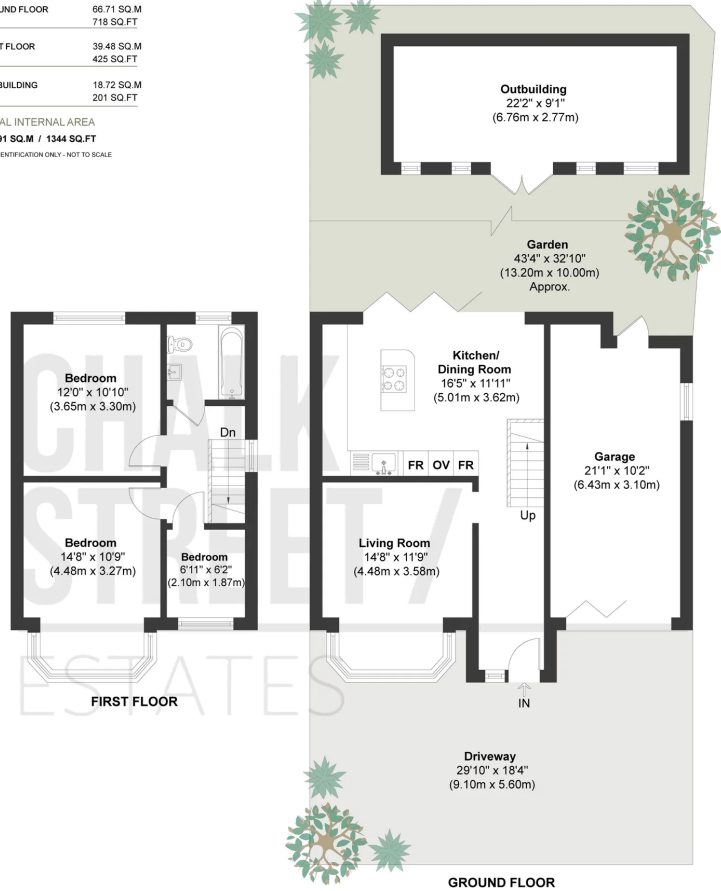 UND FLOOR 66.71 SQ.M
718 SQ.FT
T FLOOR 39.48 SQ.M
425 SQ.FT
BUILDING 18.72 SQ.M
201 SQ.FT
AL INTERNAL AREA
91 SQ.M / 1344 SQ.FT
ENTIFICATION ONLY - NOT TO SCALE
Outbuilding
22'2" x 9'1"
(6.76m x 2.77m)
Garden
43'4" x 32'10"
(13.20m x 10.00m)
Approx.
Bedroom
12'0" x 10'10"
(3.65m x 3.30m)
Dn
Bedroom
14'8" x 10'9"
(4.48m x 3.27m)
Bedroom
6'11" x 6'2"
(2.10m x 1.87m)
FIRST FLOOR
Kitchen/
Dining Room
16'5" x 11'11"
(5.01m x 3.62m)
FR OV FR
Up
Living Room
14'8" x 11'9"
(4.48m x 3.58m)
Garage
21'1" x 10'2"
(6.43m x 3.10m)
IN
Driveway
29'10" x 18'4"
(9.10m x 5.60m)
GROUND FLOOR
CHALK
STREET /
ESTATES